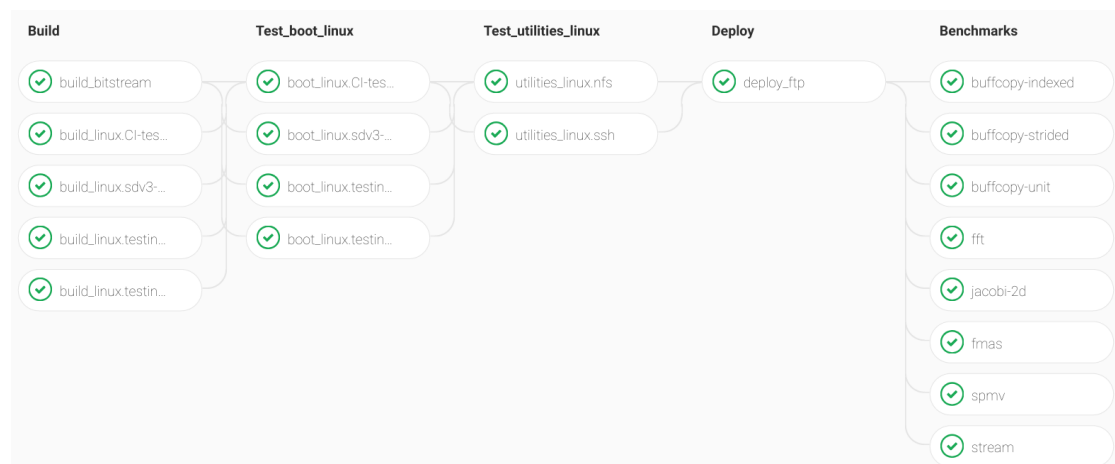 Build
build_bitstream
build_linux.CI-tes...
build_linux.sdv3-...
build_linux.testin...
build_linux.testin...
Test_boot_linux
boot_linux.CI-tes...
boot_linux.sdv3-...
boot_linux.testin...
boot_linux.testin...
Test_utilities_linux
utilities_linux.nfs
utilities_linux.ssh
Deploy
deploy_ftp
Benchmarks
buffcopy-indexed
buffcopy-strided
buffcopy-unit
fft
jacobi-2d
fmas
spmv
stream